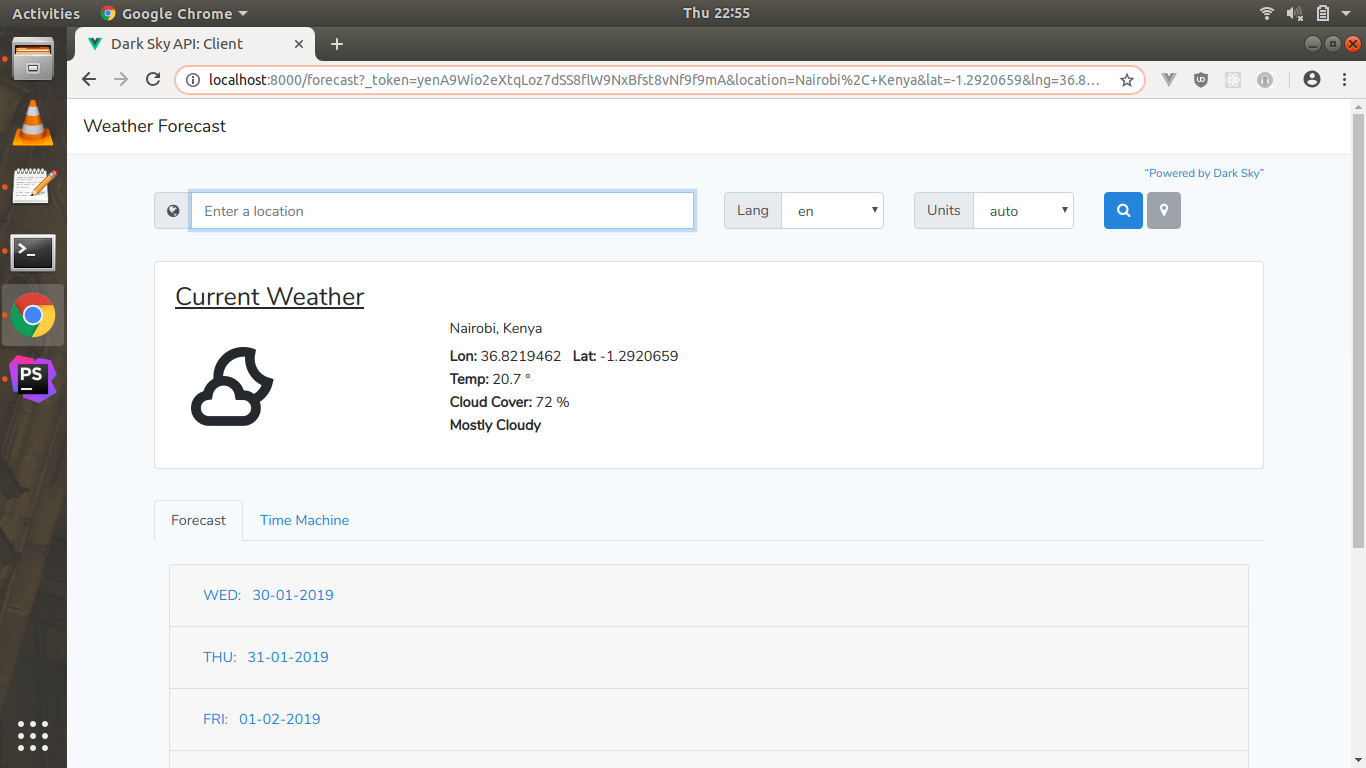 Activities Google Chrome Thu 22:55
Dark Sky API: Client
localhost:8000/forecast?_token=yenA9Wio2eXtqLoz7dSS8flW9NxBfst8vNf9f9mA&location=Nairobi%2C+Kenya&lat=-1.2920659&lng=36.8...
Weather Forecast
“Powered by Dark Sky”
Enter a location Lang en Units auto
Current Weather
Nairobi, Kenya
Lon: 36.8219462 Lat: -1.2920659
Temp: 20.7 °
Cloud Cover: 72 %
Mostly Cloudy
PS
Forecast Time Machine
WED: 30-01-2019
THU: 31-01-2019
FRI: 01-02-2019